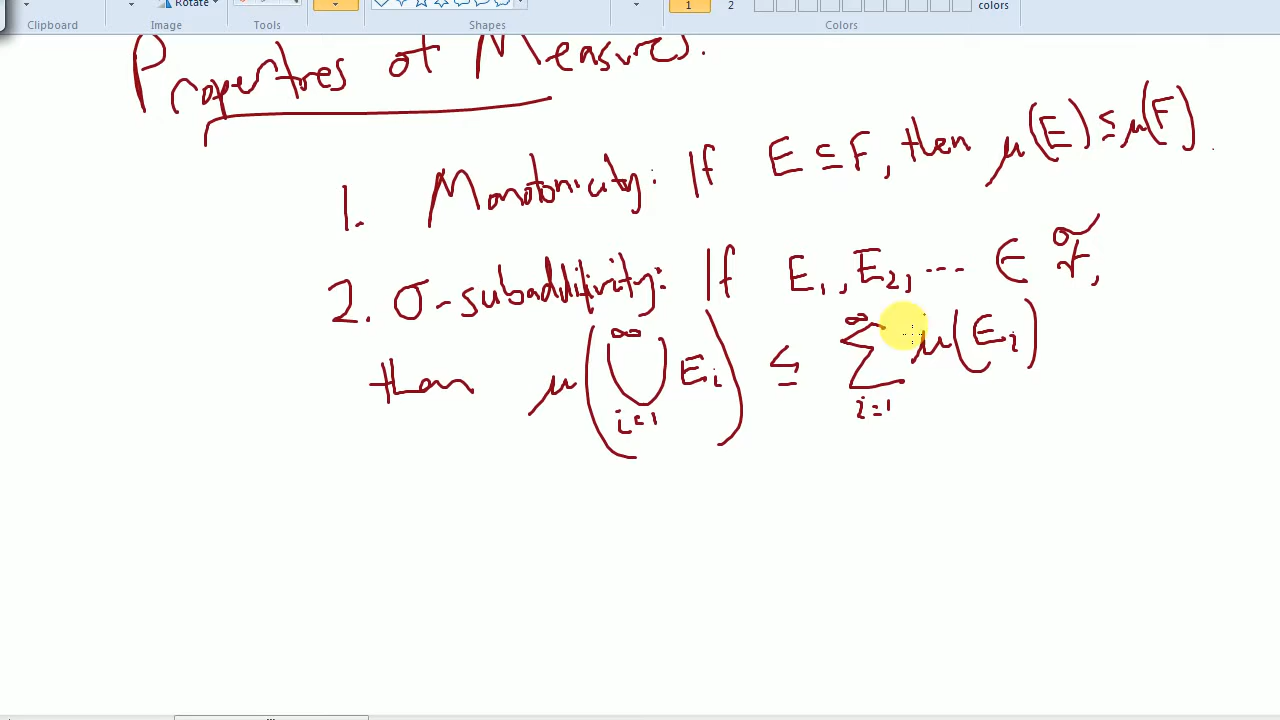 Rotate
Clipboard Image Tools Shapes 1 2 colors Colors
Properties of Measures.
1. Monotonicity: If E ⊆ F, then μ(E) ≤ μ(F).
2. σ-subadditivity: If E₁, E₂, ... ∈ ℱ,
then μ(⋃_{i=1}^{∞} E_i) ≤ ∑_{i=1}^{∞} μ(E_i)